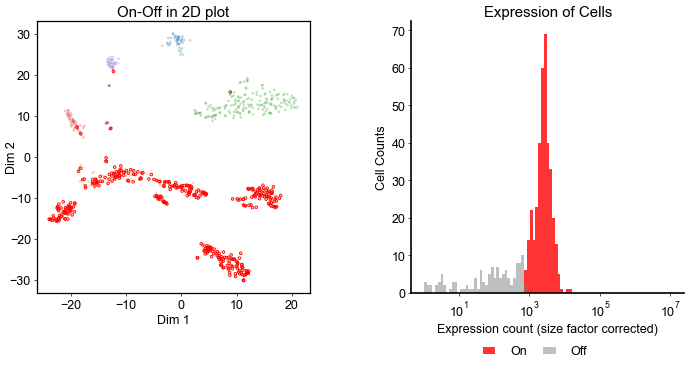 On-Off in 2D plot
30
20
10
0
−10
−20
−30
Dim 2
−20 −10 0 10 20
Dim 1
Expression of Cells
70
60
50
40
30
20
10
0
Cell Counts
10^1 10^3 10^5 10^7
Expression count (size factor corrected)
On Off